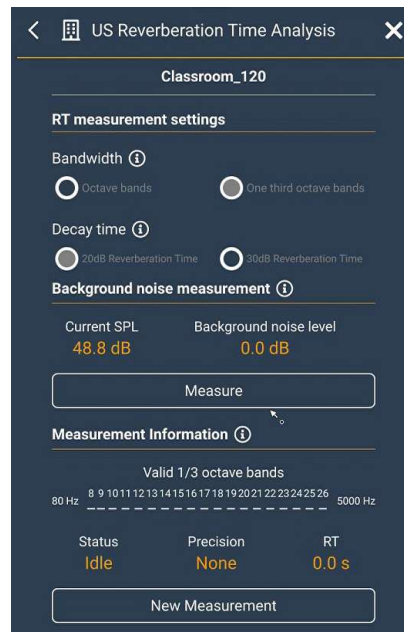 US Reverberation Time Analysis
Classroom_120
RT measurement settings
Bandwidth
Octave bands One third octave bands
Decay time
20dB Reverberation Time 30dB Reverberation Time
Background noise measurement
Current SPL Background noise level
48.8 dB 0.0 dB
Measure
Measurement Information
Valid 1/3 octave bands
80 Hz 8 9 10 11 12 13 14 15 16 17 18 19 20 21 22 23 24 25 26 5000 Hz
Status Precision RT
Idle None 0.0 s
New Measurement